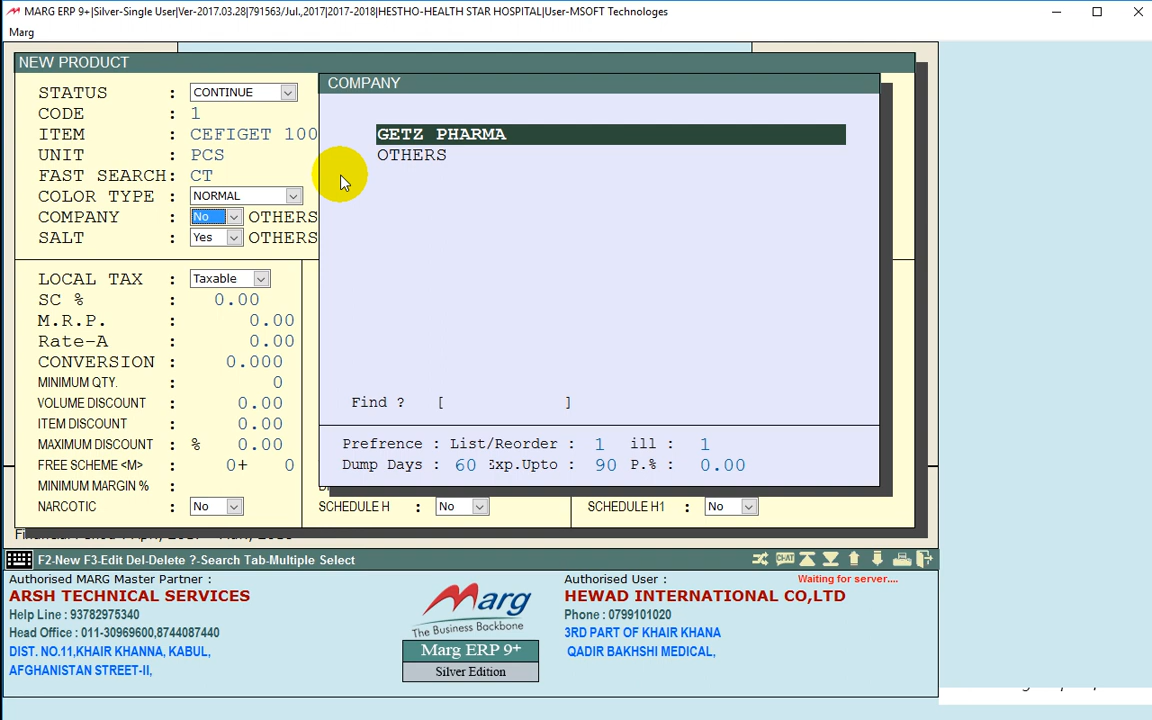 MARG ERP 9+|Silver-Single User|Ver-2017.03.28|791563/Jul.,2017|2017-2018|HESTHO-HEALTH STAR HOSPITAL|User-MSOFT Technologes
Marg
NEW PRODUCT
STATUS : CONTINUE
CODE : 1
ITEM : CEFIGET 100
UNIT : PCS
FAST SEARCH: CT
COLOR TYPE : NORMAL
COMPANY : No OTHERS
SALT : Yes OTHERS
LOCAL TAX : Taxable
SC % : 0.00
M.R.P. : 0.00
Rate-A : 0.00
CONVERSION : 0.000
MINIMUM QTY. : 0
VOLUME DISCOUNT : 0.00
ITEM DISCOUNT : 0.00
MAXIMUM DISCOUNT : % 0.00
FREE SCHEME <M> : 0+ 0
MINIMUM MARGIN % :
NARCOTIC : No
SCHEDULE H : No
SCHEDULE H1 : No
COMPANY
GETZ PHARMA
OTHERS
Find ? [ ]
Prefrence : List/Reorder : 1 ill : 1
Dump Days : 60 Exp.Upto : 90 P.% : 0.00
F2-New F3-Edit Del-Delete ?-Search Tab-Multiple Select
CHAT
Authorised MARG Master Partner :
ARSH TECHNICAL SERVICES
Help Line : 93782975340
Head Office : 011-30969600,8744087440
DIST. NO.11,KHAIR KHANNA, KABUL,
AFGHANISTAN STREET-II,
Marg
The Business Backbone
Marg ERP 9+
Silver Edition
Authorised User :
Waiting for server....
HEWAD INTERNATIONAL CO,LTD
Phone : 0799101020
3RD PART OF KHAIR KHANA
QADIR BAKHSHI MEDICAL,